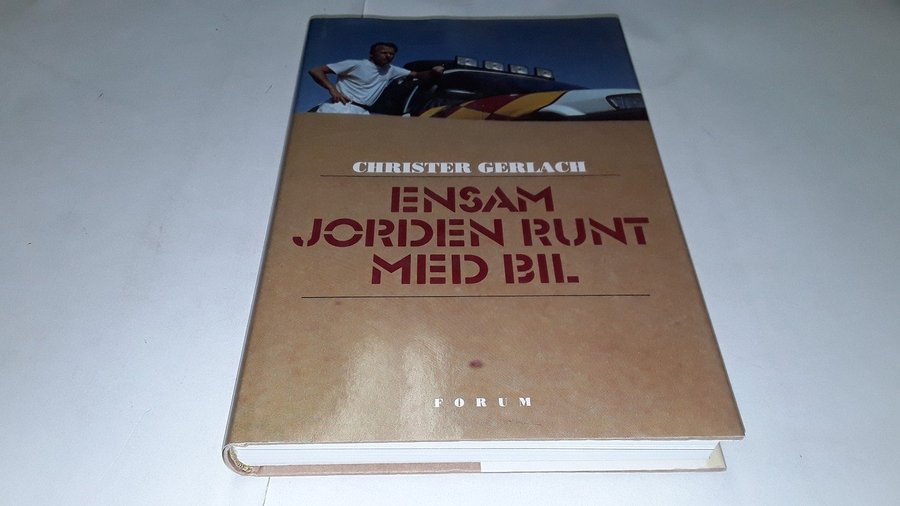 CHRISTER GERLACH
ENSAM
JORDEN RUNT
MED BIL
FORUM